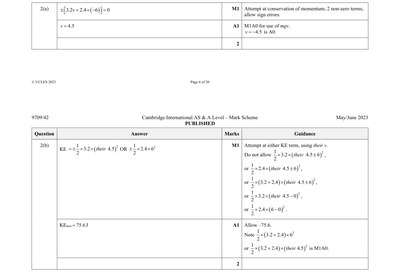 2(a)
±[3.2v + 2.4×(−6)] = 0
M1
Attempt at conservation of momentum; 2 non-zero terms;
allow sign errors.
v = 4.5
A1
M1A0 for use of mgv.
v = −4.5 is A0.
2
© UCLES 2023
Page 6 of 20
9709/42
Cambridge International AS & A Level – Mark Scheme
PUBLISHED
May/June 2023
Question Answer Marks Guidance
2(b)
KE = ±1/2 × 3.2 × (their 4.5)² OR ±1/2 × 2.4 × 6²
M1
Attempt at either KE term, using their v.
Do not allow 1/2 × 3.2 × (their 4.5 ± 6)²,
or 1/2 × 2.4 × (their 4.5 ± 6)²,
or 1/2 × (3.2 + 2.4) × (their 4.5 ± 6)²,
or 1/2 × 3.2 × (their 4.5 − 0)²,
or 1/2 × 2.4 × (6 − 0)².
= 75.6 J
A1
Allow −75.6.
Note 1/2 × (3.2 + 2.4) × 6²
or 1/2 × (3.2 + 2.4) × (their 4.5)² is M1A0.
2